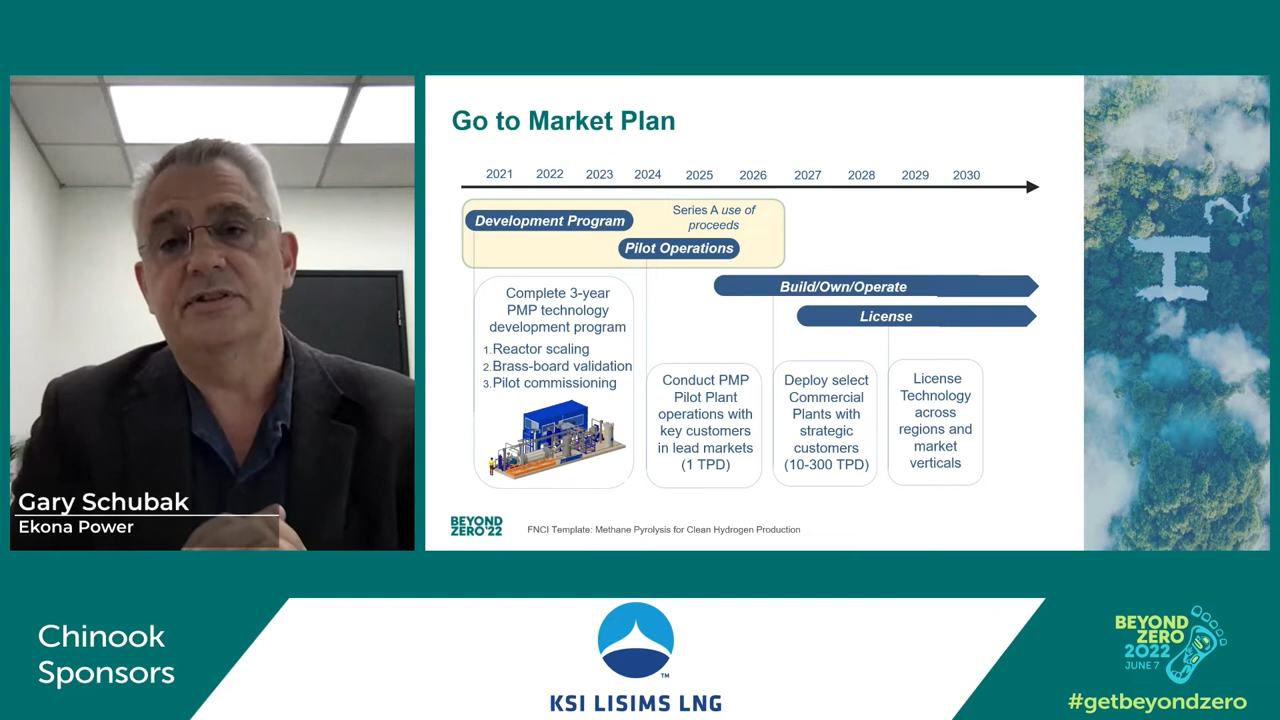 Gary Schubak
Ekona Power
Go to Market Plan
2021 2022 2023 2024 2025 2026 2027 2028 2029 2030
Development Program
Series A use of
proceeds
Pilot Operations
Build/Own/Operate
License
Complete 3-year
PMP technology
development program
1.Reactor scaling
2.Brass-board validation
3.Pilot commissioning
Conduct PMP
Pilot Plant
operations with
key customers
in lead markets
(1 TPD)
Deploy select
Commercial
Plants with
strategic
customers
(10-300 TPD)
License
Technology
across
regions and
market
verticals
BEYOND
ZERO'22
FNCI Template: Methane Pyrolysis for Clean Hydrogen Production
H2
Chinook
Sponsors
TM
KSI LISIMS LNG
BEYOND
ZERO
2022
JUNE 7
#getbeyondzero